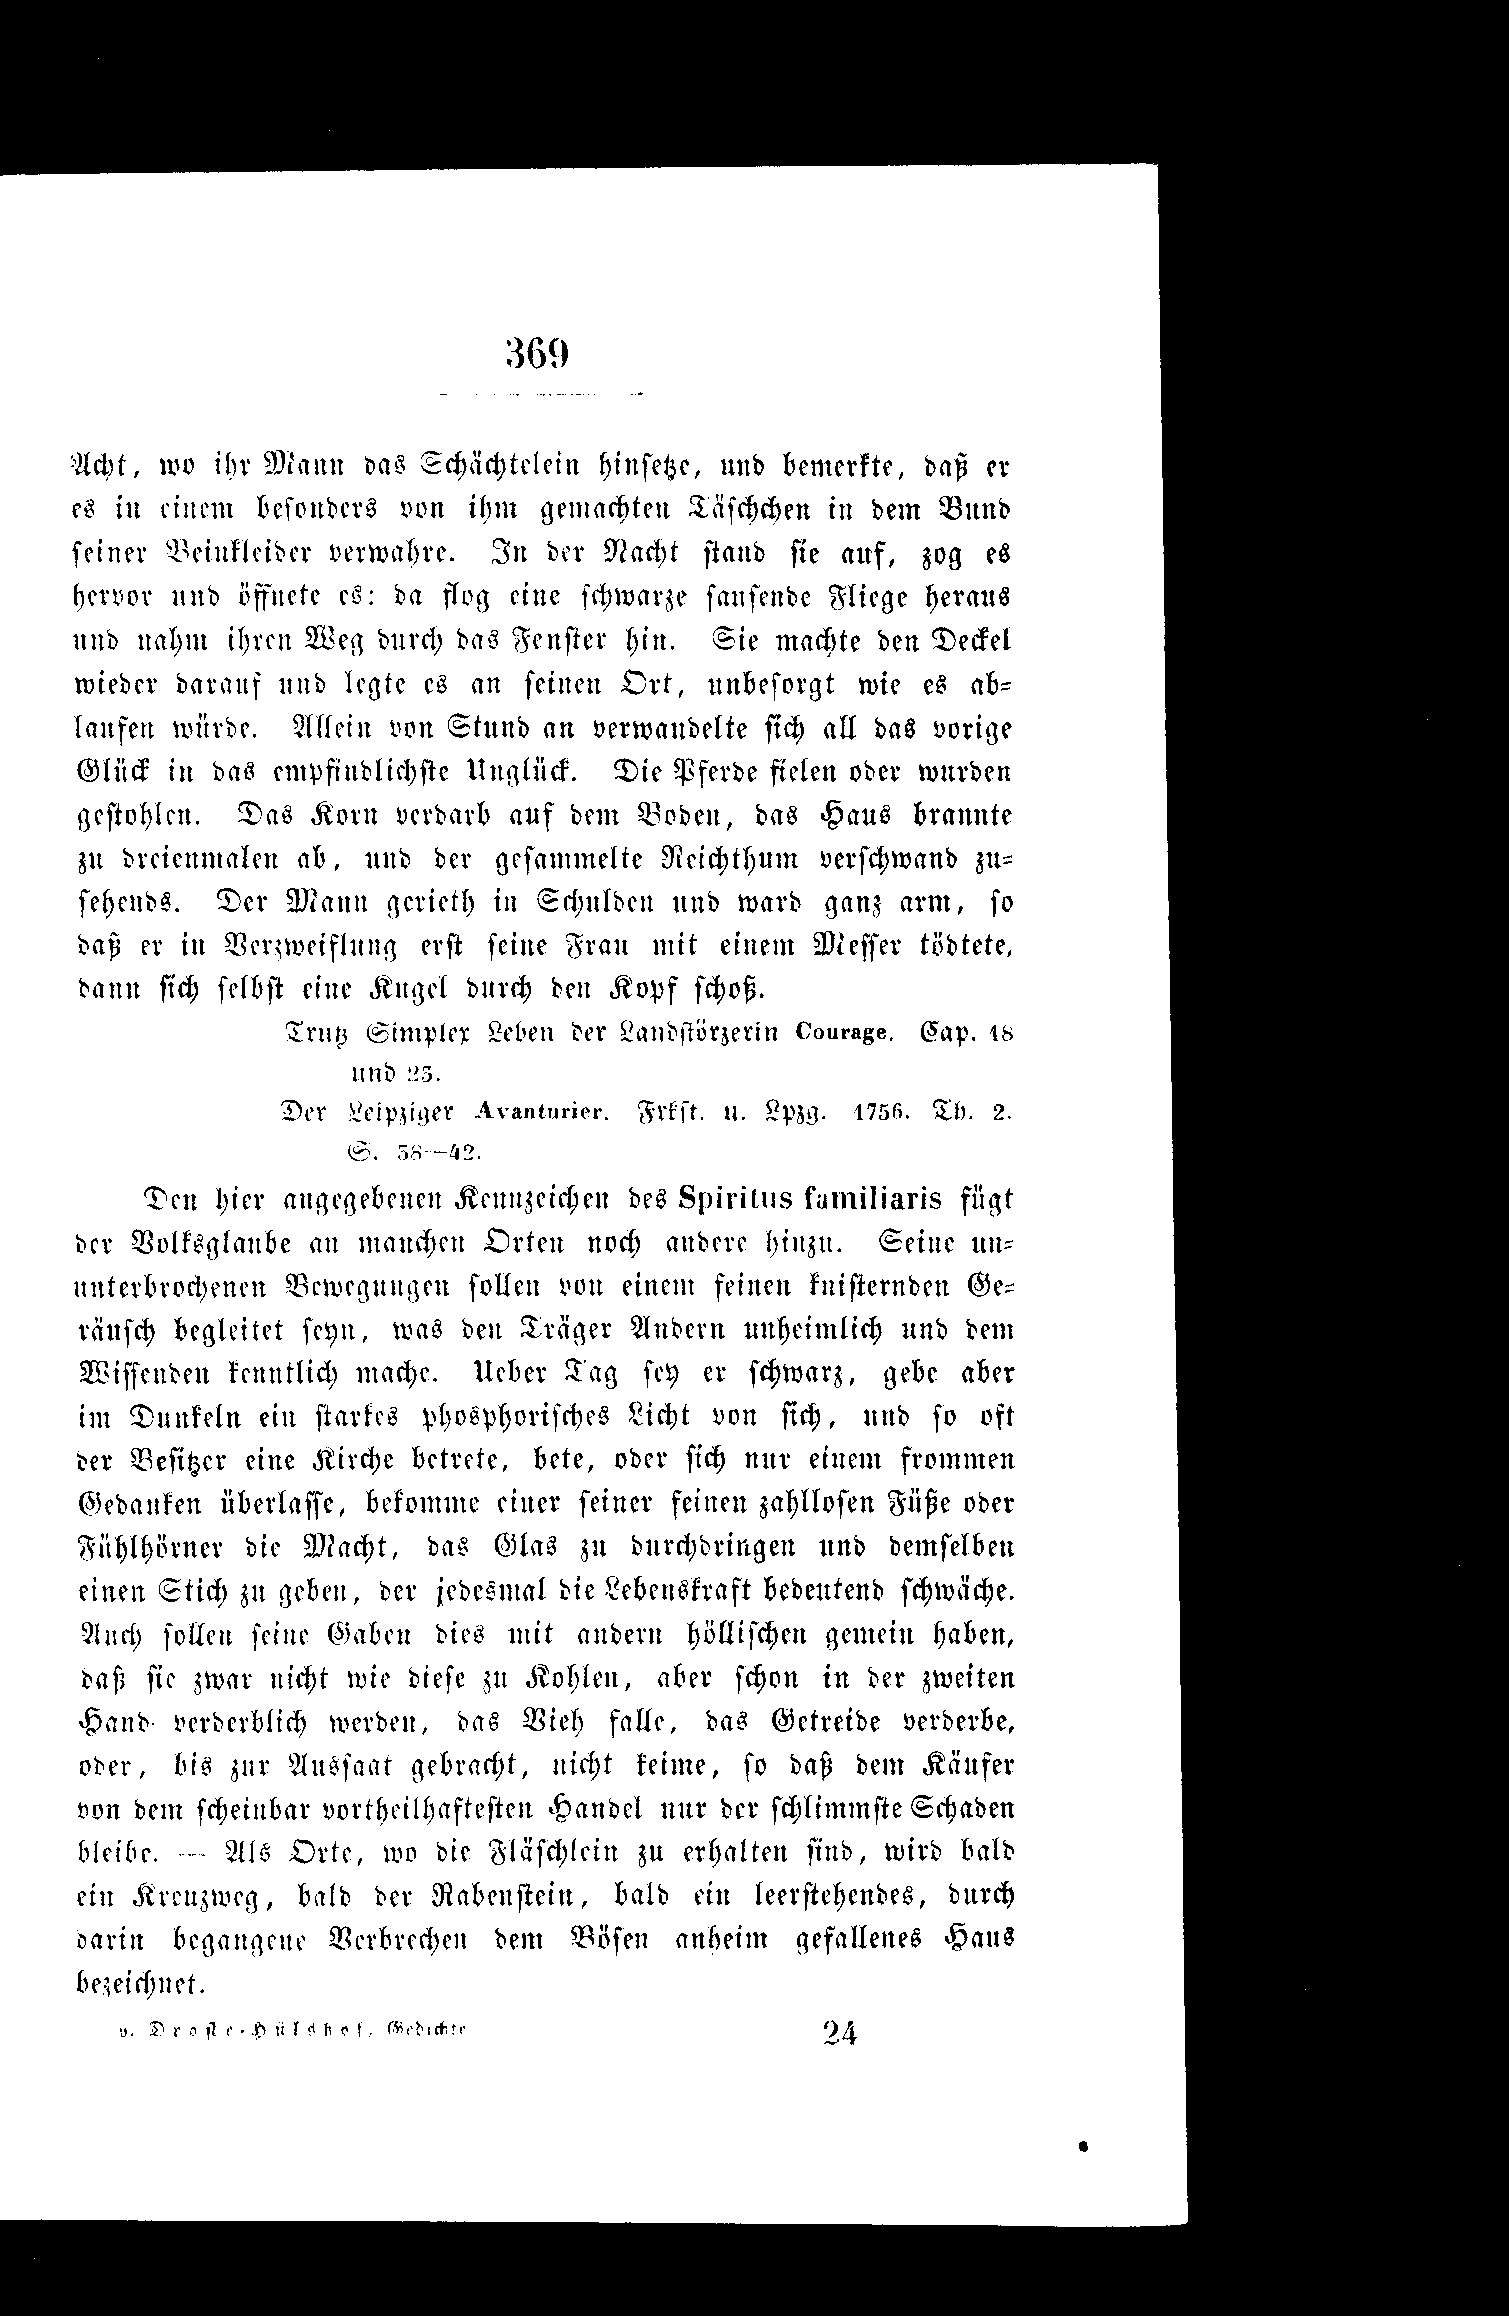 369
Acht, wo ihr Mann das Schächtelein hinsetze, und bemerkte, daß er
es in einem besonders von ihm gemachten Täschchen in dem Bund
seiner Beinkleider verwahre. In der Nacht stand sie auf, zog es
hervor und öffnete es: da flog eine schwarze sausende Fliege heraus
und nahm ihren Weg durch das Fenster hin. Sie machte den Deckel
wieder darauf und legte es an seinen Ort, unbesorgt wie es ab-
laufen würde. Allein von Stund an verwandelte sich all das vorige
Glück in das empfindlichste Unglück. Die Pferde fielen oder wurden
gestohlen. Das Korn verdarb auf dem Boden, das Haus brannte
zu dreienmalen ab, und der gesammelte Reichthum verschwand zu-
sehends. Der Mann gerieth in Schulden und ward ganz arm, so
daß er in Verzweiflung erst seine Frau mit einem Messer tödtete,
dann sich selbst eine Kugel durch den Kopf schoß.
Trutz Simplex Leben der Landstörzerin Courage. Cap. 18
und 23.
Der Leipziger Avanturier. Frkft. u. Lpzg. 1756. Th. 2.
S. 38—42.
Den hier angegebenen Kennzeichen des Spiritus familiaris fügt
der Volksglaube an manchen Orten noch andere hinzu. Seine un-
unterbrochenen Bewegungen sollen von einem feinen knisternden Ge-
räusch begleitet seyn, was den Träger Andern unheimlich und dem
Wissenden kenntlich mache. Ueber Tag sey er schwarz, gebe aber
im Dunkeln ein starkes phosphorisches Licht von sich, und so oft
der Besitzer eine Kirche betrete, bete, oder sich nur einem frommen
Gedanken überlasse, bekomme einer seiner feinen zahllosen Füße oder
Fühlhörner die Macht, das Glas zu durchdringen und demselben
einen Stich zu geben, der jedesmal die Lebenskraft bedeutend schwäche.
Auch sollen seine Gaben dies mit andern höllischen gemein haben,
daß sie zwar nicht wie diese zu Kohlen, aber schon in der zweiten
Hand verderblich werden, das Vieh falle, das Getreide verderbe,
oder, bis zur Aussaat gebracht, nicht keime, so daß dem Käufer
von dem scheinbar vortheilhaftesten Handel nur der schlimmste Schaden
bleibe. — Als Orte, wo die Fläschlein zu erhalten sind, wird bald
ein Kreuzweg, bald der Rabenstein, bald ein leerstehendes, durch
darin begangene Verbrechen dem Bösen anheim gefallenes Haus
bezeichnet.
v. Droste-Hülshof, Gedichte 24